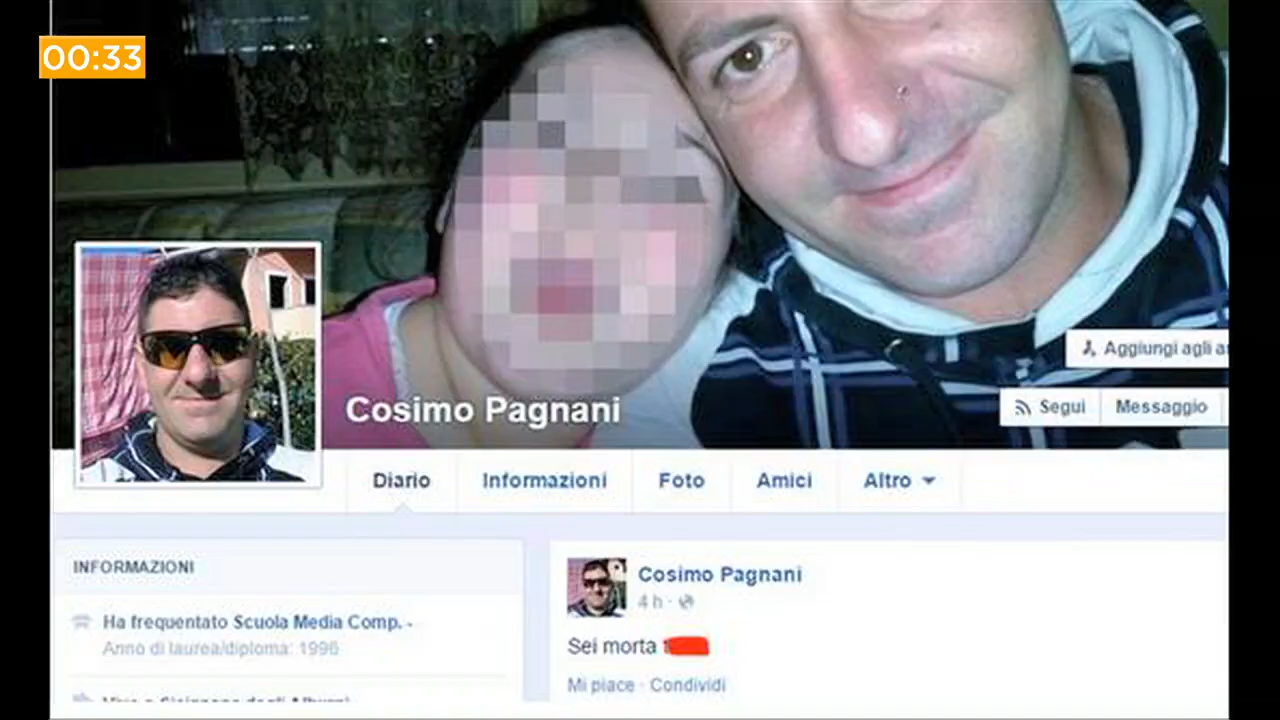 00:33
Aggiungi agli a
Segui Messaggio
Cosimo Pagnani
Diario Informazioni Foto Amici Altro
INFORMAZIONI
Ha frequentato Scuola Media Comp. -
Anno di laurea/diploma: 1996
Cosimo Pagnani
4 h ·
Sei morta
Mi piace · Condividi